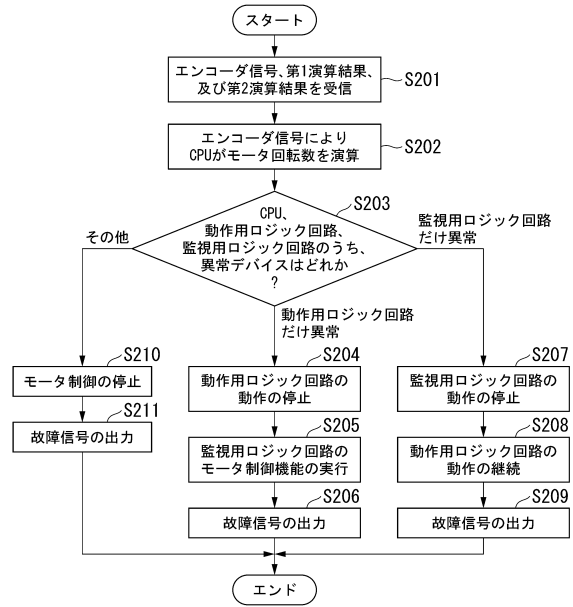 スタート
エンコーダ信号、第1演算結果、
及び第2演算結果を受信
S201
エンコーダ信号により
CPUがモータ回転数を演算
S202
S203
CPU、
動作用ロジック回路、
監視用ロジック回路のうち、
異常デバイスはどれか
?
その他
監視用ロジック回路
だけ異常
動作用ロジック回路
だけ異常
S210
モータ制御の停止
S211
故障信号の出力
S204
動作用ロジック回路の
動作の停止
S205
監視用ロジック回路の
モータ制御機能の実行
S206
故障信号の出力
S207
監視用ロジック回路の
動作の停止
S208
動作用ロジック回路の
動作の継続
S209
故障信号の出力
エンド